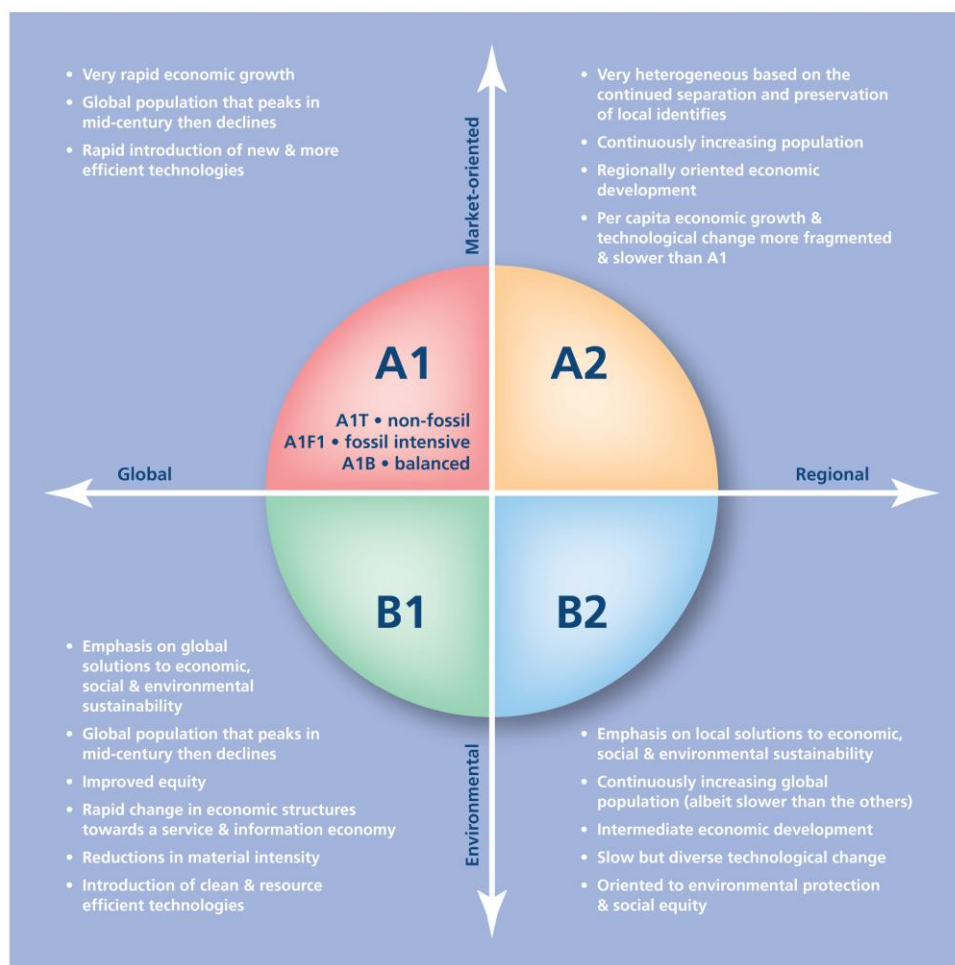 • Very rapid economic growth
• Global population that peaks in
mid-century then declines
• Rapid introduction of new & more
efficient technologies
Market-oriented
• Very heterogeneous based on the
continued separation and preservation
of local identifies
• Continuously increasing population
• Regionally oriented economic
development
• Per capita economic growth &
technological change more fragmented
& slower than A1
A1
A1T • non-fossil
A1F1 • fossil intensive
A1B • balanced
A2
Global
Regional
B1
B2
• Emphasis on global
solutions to economic,
social & environmental
sustainability
• Global population that peaks in
mid-century then declines
• Improved equity
• Rapid change in economic structures
towards a service & information economy
• Reductions in material intensity
• Introduction of clean & resource
efficient technologies
Environmental
• Emphasis on local solutions to economic,
social & environmental sustainability
• Continuously increasing global
population (albeit slower than the others)
• Intermediate economic development
• Slow but diverse technological change
• Oriented to environmental protection
& social equity